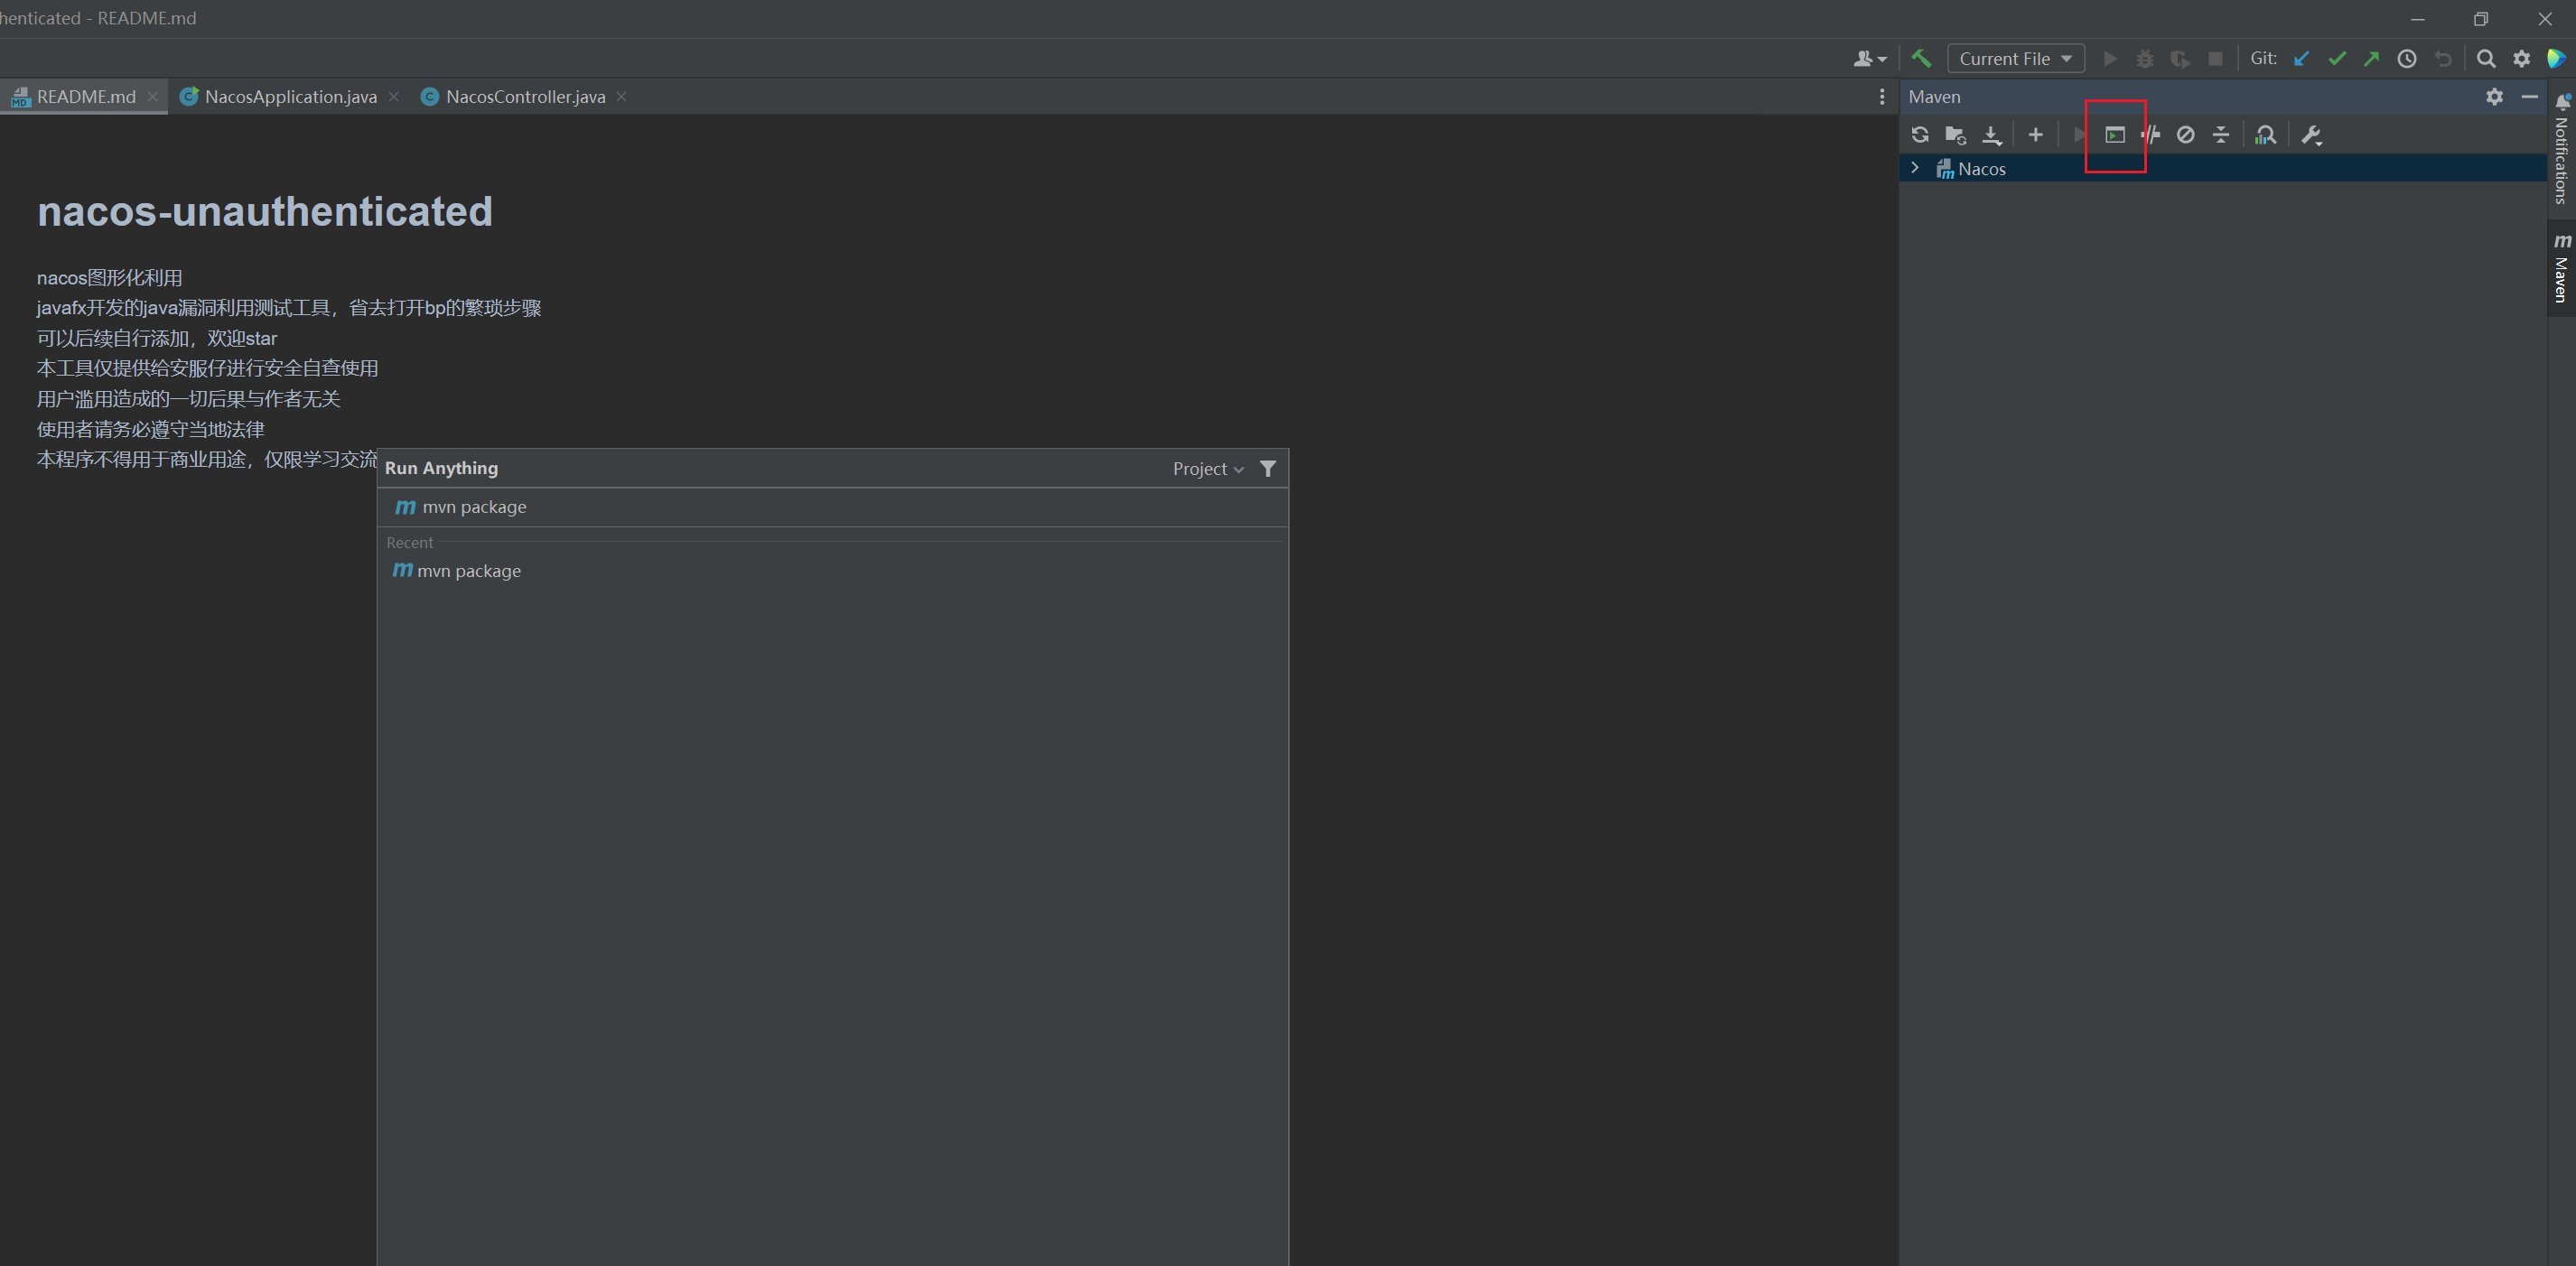 henticated - README.md
Current File
Git:
README.md
NacosApplication.java
NacosController.java
Maven
Notifications
Nacos
Maven
nacos-unauthenticated
nacos图形化利用
javafx开发的java漏洞利用测试工具，省去打开bp的繁琐步骤
可以后续自行添加，欢迎star
本工具仅提供给安服仔进行安全自查使用
用户滥用造成的一切后果与作者无关
使用者请务必遵守当地法律
本程序不得用于商业用途，仅限学习交流
Run Anything
Project
mvn package
Recent
mvn package